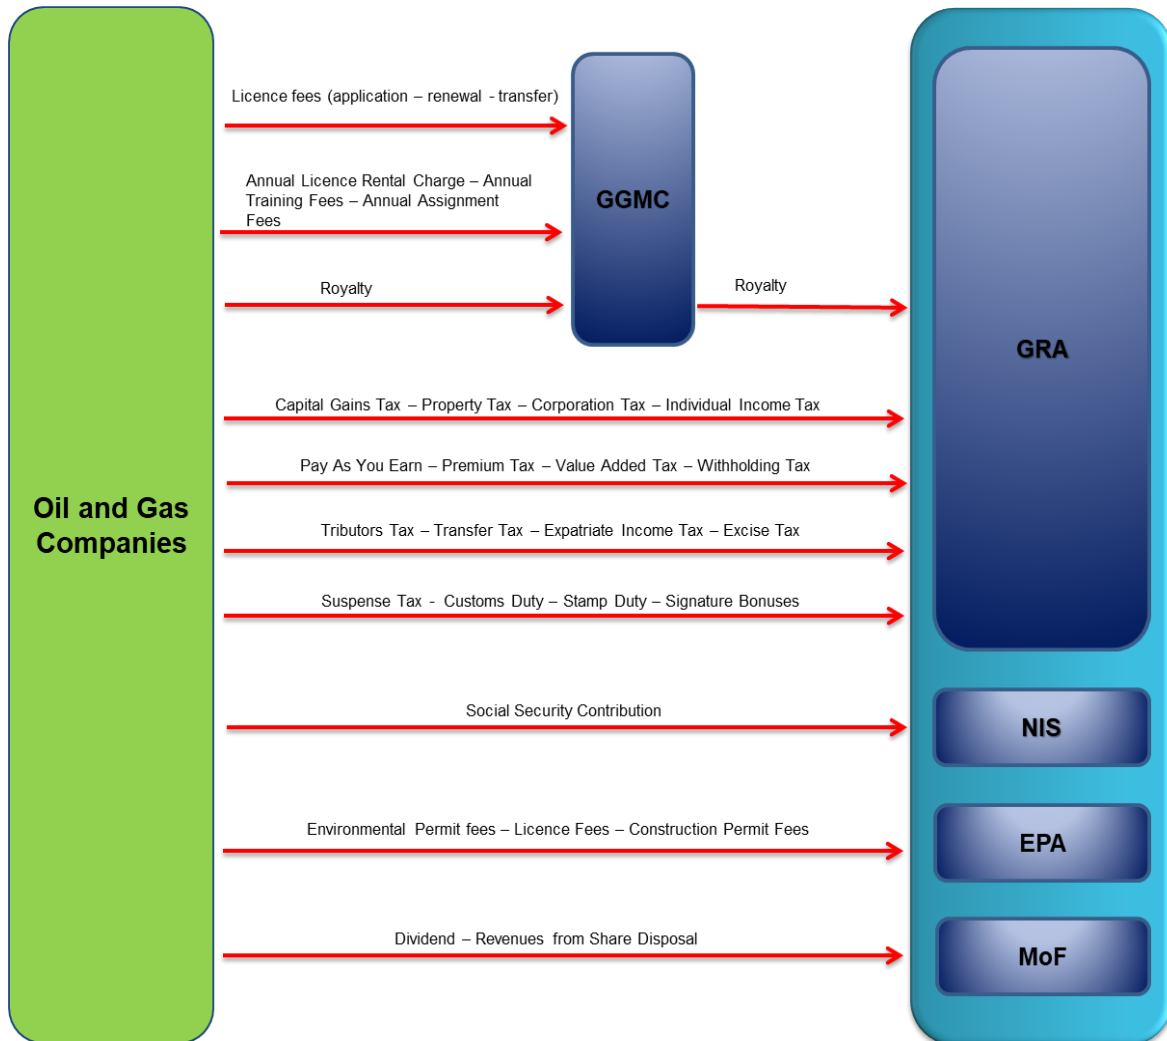 Licence fees (application – renewal - transfer)
Annual Licence Rental Charge – Annual
Training Fees – Annual Assignment
Fees
GGMC
Royalty
Royalty
GRA
Capital Gains Tax – Property Tax – Corporation Tax – Individual Income Tax
Pay As You Earn – Premium Tax – Value Added Tax – Withholding Tax
Oil and Gas
Companies
Tributors Tax – Transfer Tax – Expatriate Income Tax – Excise Tax
Suspense Tax - Customs Duty – Stamp Duty – Signature Bonuses
Social Security Contribution
NIS
Environmental Permit fees – Licence Fees – Construction Permit Fees
EPA
Dividend – Revenues from Share Disposal
MoF